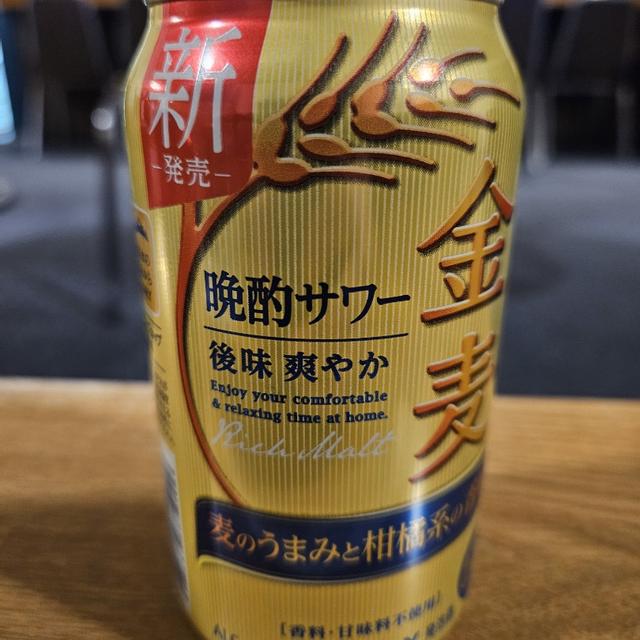 新
発売
金麦
晩酌サワー
後味 爽やか
Enjoy your comfortable
& relaxing time at home.
Rich Malt
麦のうまみと柑橘系の
[香料・甘味料不使用]